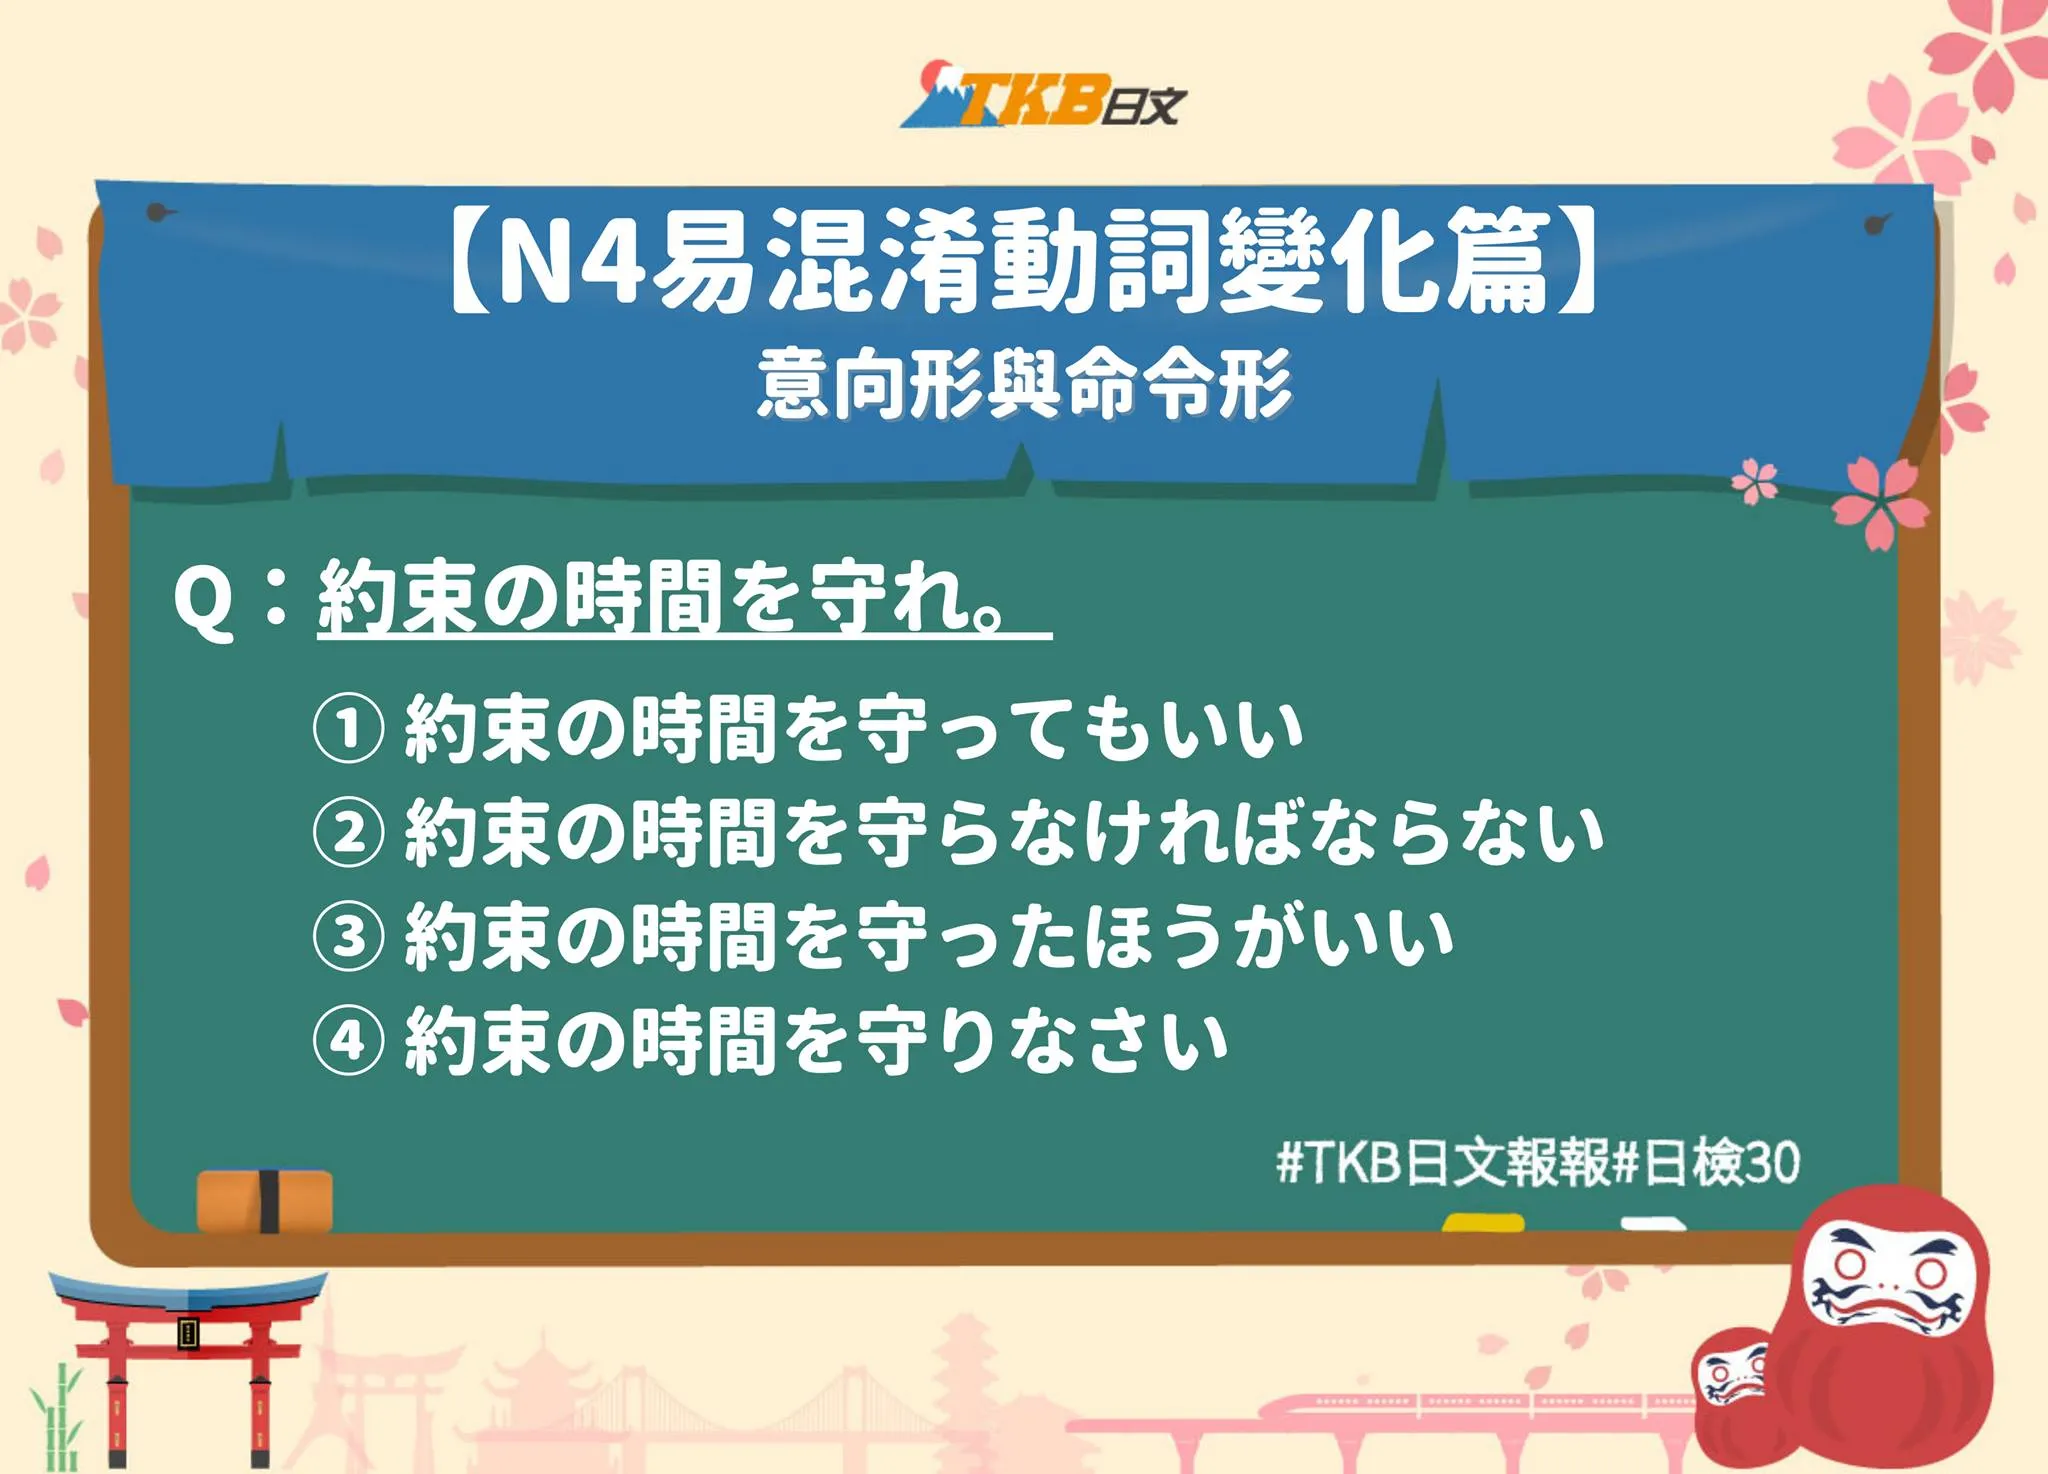 TKB日文
【N4易混淆動詞變化篇】
意向形與命令形
Q：約束の時間を守れ。
① 約束の時間を守ってもいい
② 約束の時間を守らなければならない
③ 約束の時間を守ったほうがいい
④ 約束の時間を守りなさい
#TKB日文報報#日檢30